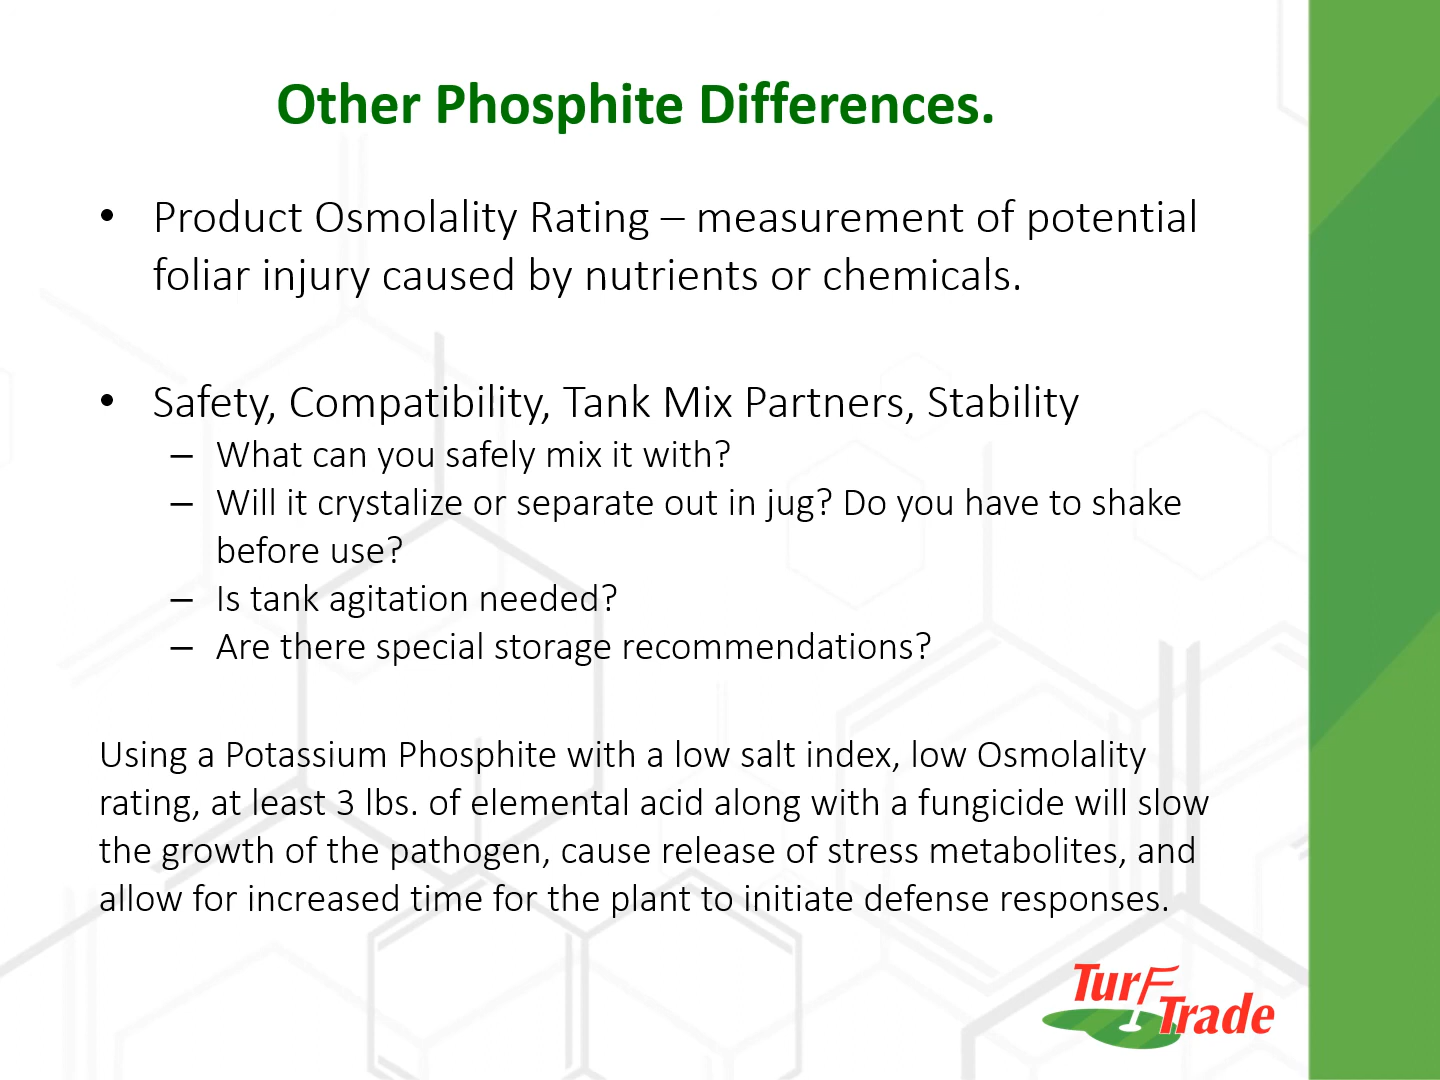 Other Phosphite Differences.
• Product Osmolality Rating – measurement of potential
foliar injury caused by nutrients or chemicals.
• Safety, Compatibility, Tank Mix Partners, Stability
– What can you safely mix it with?
– Will it crystalize or separate out in jug? Do you have to shake
before use?
– Is tank agitation needed?
– Are there special storage recommendations?
Using a Potassium Phosphite with a low salt index, low Osmolality
rating, at least 3 lbs. of elemental acid along with a fungicide will slow
the growth of the pathogen, cause release of stress metabolites, and
allow for increased time for the plant to initiate defense responses.
Turf
Trade